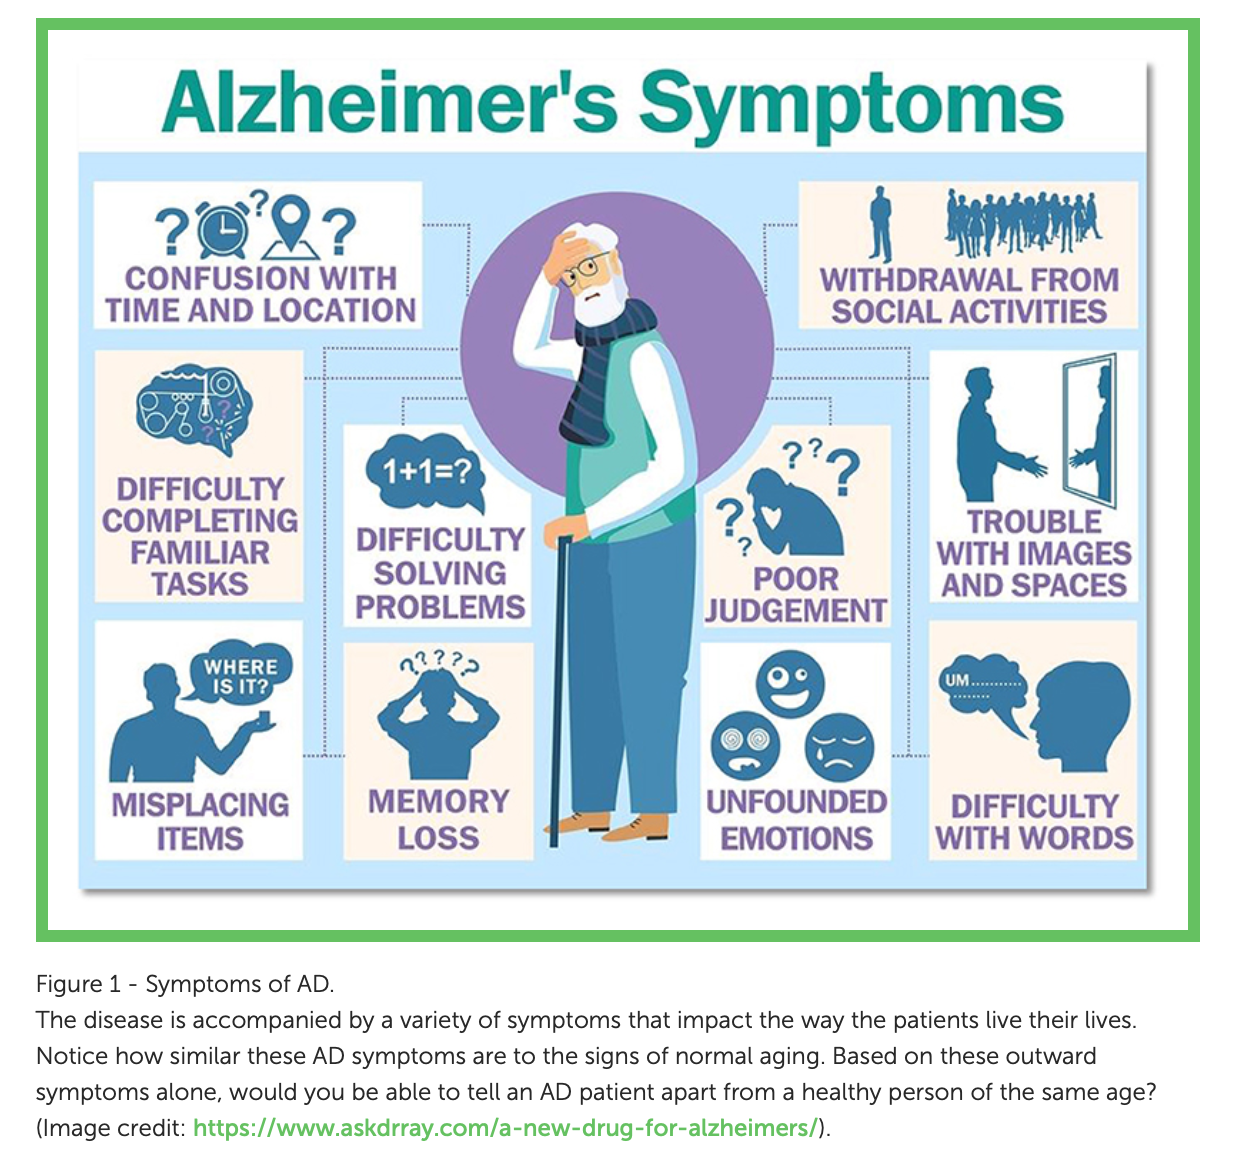 Alzheimer's Symptoms
? ? ?
CONFUSION WITH
TIME AND LOCATION
WITHDRAWAL FROM
SOCIAL ACTIVITIES
? ?
DIFFICULTY
COMPLETING
FAMILIAR
TASKS
1+1=?
DIFFICULTY
SOLVING
PROBLEMS
? ? ?
?
?
POOR
JUDGEMENT
TROUBLE
WITH IMAGES
AND SPACES
WHERE
IS IT?
MISPLACING
ITEMS
? ? ? ? ?
MEMORY
LOSS
UNFOUNDED
EMOTIONS
UM...........
........
DIFFICULTY
WITH WORDS
Figure 1 - Symptoms of AD.
The disease is accompanied by a variety of symptoms that impact the way the patients live their lives.
Notice how similar these AD symptoms are to the signs of normal aging. Based on these outward
symptoms alone, would you be able to tell an AD patient apart from a healthy person of the same age?
(Image credit: https://www.askdrray.com/a-new-drug-for-alzheimers/).